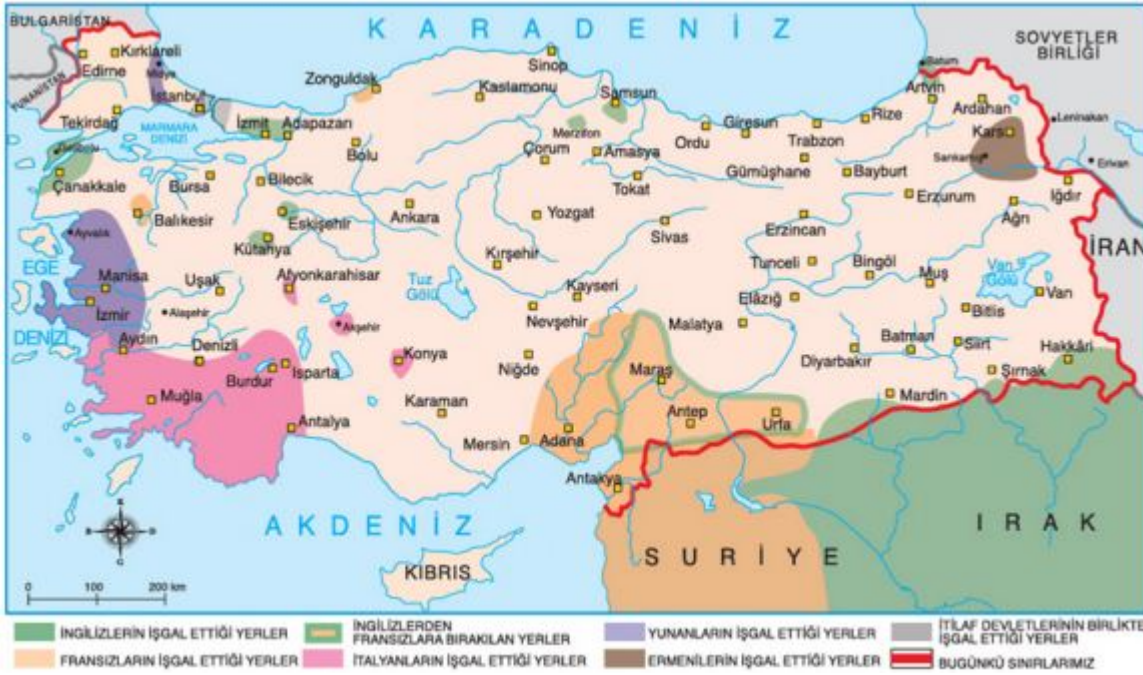 BULGARİSTAN
KARADENİZ
SOVYETLER
BİRLİĞİ
YUNANİSTAN
Edirne
Kırklareli
Midye
İstanbul
Tekirdağ
MARMARA
DENİZİ
Gelibolu
Çanakkale
İzmit
Adapazarı
Zonguldak
Bolu
Kastamonu
Sinop
Samsun
Merzifon
Çorum
Amasya
Tokat
Ordu
Giresun
Trabzon
Gümüşhane
Rize
Bayburt
Batum
Artvin
Ardahan
Kars
Sarıkamış
Leninakan
Erivan
Iğdır
Ağrı
Erzurum
Erzincan
Bursa
Bilecik
Balıkesir
Eskişehir
Kütahya
Ankara
Yozgat
Sivas
Kırşehir
Tunceli
Bingöl
Muş
Van
Gölü
Van
Bitlis
İRAN
EGE
DENİZİ
Ayvalık
Manisa
İzmir
Uşak
Alaşehir
Afyonkarahisar
Tuz
Gölü
Akşehir
Nevşehir
Kayseri
Malatya
Elâzığ
Diyarbakır
Batman
Siirt
Hakkâri
Şırnak
Mardin
Aydın
Denizli
Burdur
Isparta
Konya
Niğde
Maraş
Muğla
Antalya
Karaman
Mersin
Adana
Antep
Urfa
Antakya
AKDENİZ
KIBRIS
SURİYE
IRAK
K
B
D
G
0 100 200 km
İNGİLİZLERİN İŞGAL ETTİĞİ YERLER
İNGİLİZLERDEN
FRANSIZLARA BIRAKILAN YERLER
YUNANLARIN İŞGAL ETTİĞİ YERLER
İTİLAF DEVLETLERİNİN BİRLİKTE
İŞGAL ETTİĞİ YERLER
FRANSIZLARIN İŞGAL ETTİĞİ YERLER
İTALYANLARIN İŞGAL ETTİĞİ YERLER
ERMENİLERİN İŞGAL ETTİĞİ YERLER
BUGÜNKÜ SINIRLARIMIZ